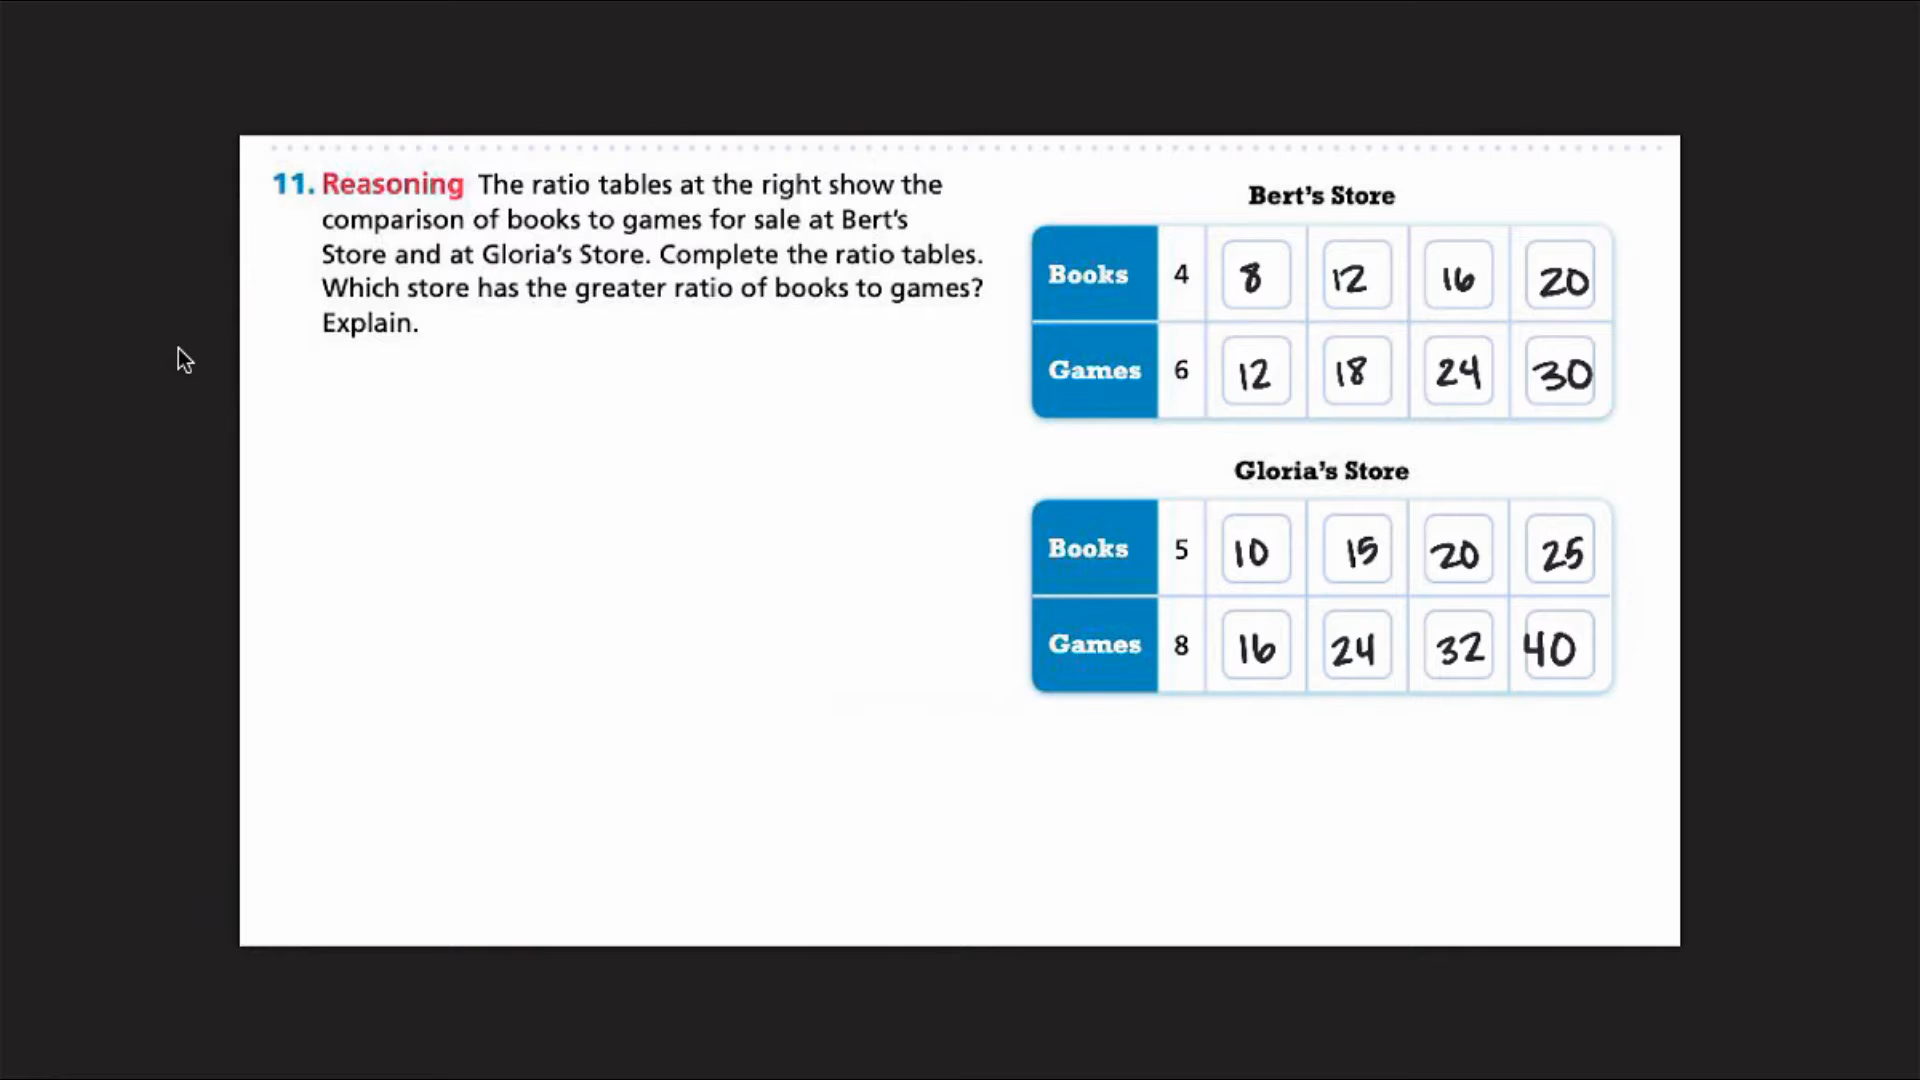 11. Reasoning The ratio tables at the right show the
comparison of books to games for sale at Bert's
Store and at Gloria's Store. Complete the ratio tables.
Which store has the greater ratio of books to games?
Explain.
Bert's Store
Books 4 8 12 16 20
Games 6 12 18 24 30
Gloria's Store
Books 5 10 15 20 25
Games 8 16 24 32 40